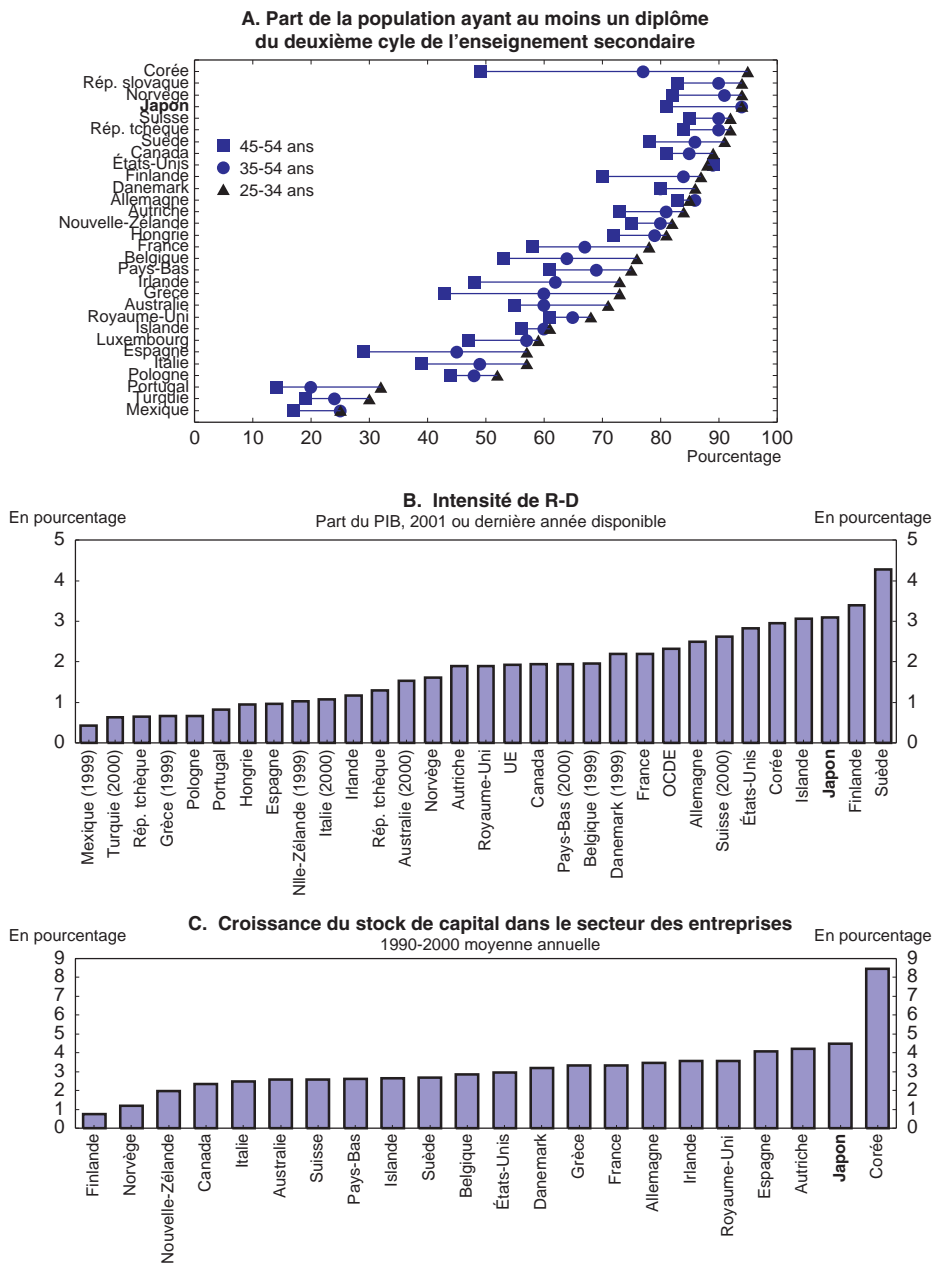 A. Part de la population ayant au moins un diplôme
du deuxième cyle de l'enseignement secondaire
Corée
Rép. slovaque
Norvège
Japon
Suisse
Rép. tchèque
Suède
Canada
États-Unis
Finlande
Danemark
Allemagne
Autriche
Nouvelle-Zélande
Hongrie
France
Belgique
Pays-Bas
Irlande
Grèce
Australie
Royaume-Uni
Islande
Luxembourg
Espagne
Italie
Pologne
Portugal
Turquie
Mexique
45-54 ans
35-54 ans
25-34 ans
0 10 20 30 40 50 60 70 80 90 100
Pourcentage
B. Intensité de R-D
Part du PIB, 2001 ou dernière année disponible
En pourcentage
En pourcentage
5 5
4 4
3 3
2 2
1 1
0 0
Mexique (1999)
Turquie (2000)
Rép. tchèque
Grèce (1999)
Pologne
Portugal
Hongrie
Espagne
Nlle-Zélande (1999)
Italie (2000)
Irlande
Rép. tchèque
Australie (2000)
Norvège
Autriche
Royaume-Uni
UE
Canada
Pays-Bas (2000)
Belgique (1999)
Danemark (1999)
France
OCDE
Allemagne
Suisse (2000)
États-Unis
Corée
Islande
Japon
Finlande
Suède
C. Croissance du stock de capital dans le secteur des entreprises
1990-2000 moyenne annuelle
En pourcentage
En pourcentage
9 9
8 8
7 7
6 6
5 5
4 4
3 3
2 2
1 1
0 0
Finlande
Norvège
Nouvelle-Zélande
Canada
Italie
Australie
Suisse
Pays-Bas
Islande
Suède
Belgique
États-Unis
Danemark
Grèce
France
Allemagne
Irlande
Royaume-Uni
Espagne
Autriche
Japon
Corée